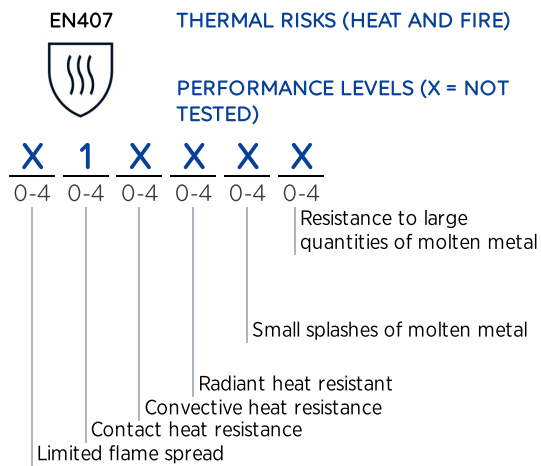 EN407
THERMAL RISKS (HEAT AND FIRE)
PERFORMANCE LEVELS (X = NOT
TESTED)
X 1 X X X X
0-4 0-4 0-4 0-4 0-4 0-4
Resistance to large
quantities of molten metal
Small splashes of molten metal
Radiant heat resistant
Convective heat resistance
Contact heat resistance
Limited flame spread